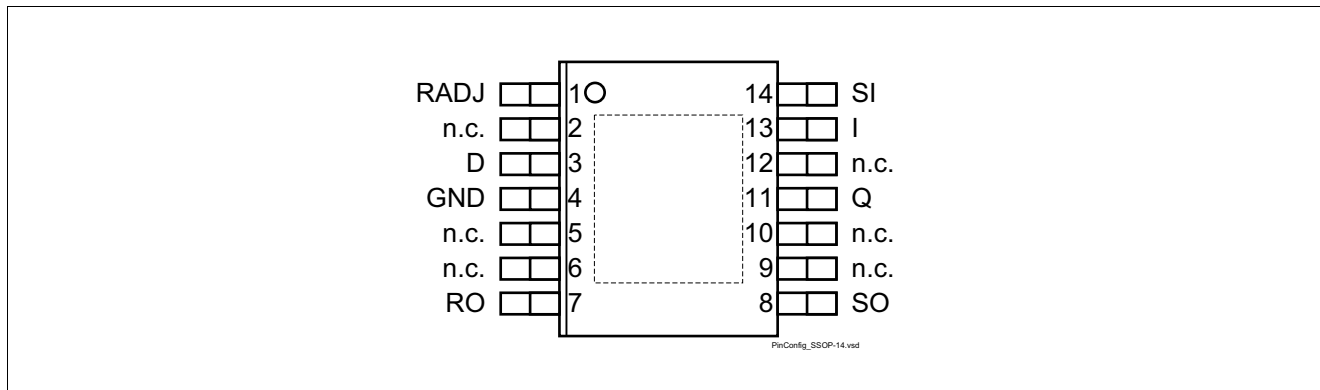 RADJ 1 14 SI
n.c. 2 13 I
D 3 12 n.c.
GND 4 11 Q
n.c. 5 10 n.c.
n.c. 6 9 n.c.
RO 7 8 SO
PinConfig_SSOP-14.vsd